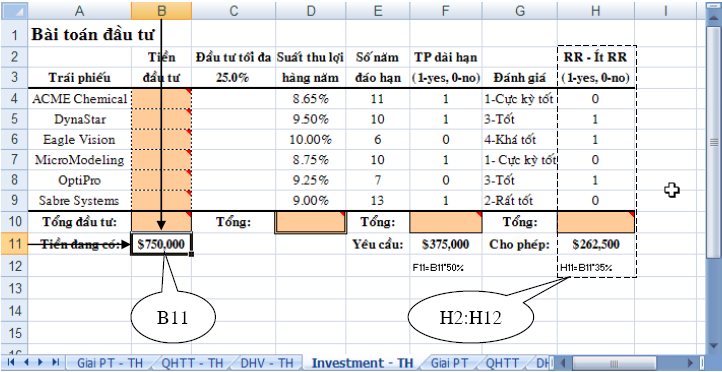 A B C D E F G H I
1 Bài toán đầu tư
2 Tiền Đầu tư tối đa Suất thu lợi Số năm TP dài hạn RR - Ít RR
3 Trái phiếu đầu tư 25.0% hàng năm đáo hạn (1-yes, 0-no) Đánh giá (1-yes, 0-no)
4 ACME Chemical 8.65% 11 1 1-Cực kỳ tốt 0
5 DynaStar 9.50% 10 1 3-Tốt 1
6 Eagle Vision 10.00% 6 0 4-Khá tốt 1
7 MicroModeling 8.75% 10 1 1- Cực kỳ tốt 0
8 OptiPro 9.25% 7 0 3-Tốt 1
9 Sabre Systems 9.00% 13 1 2-Rất tốt 0
10 Tổng đầu tư: Tổng: Tổng: Tổng:
11 Tiền đang có: $750,000 Yêu cầu: $375,000 Cho phép: $262,500
12 F11=B11*50% H11=B11*35%
13
14 B11 H2:H12
15
16
Giai PT - TH QHTT - TH DHV - TH Investment - TH Giai PT QHTT